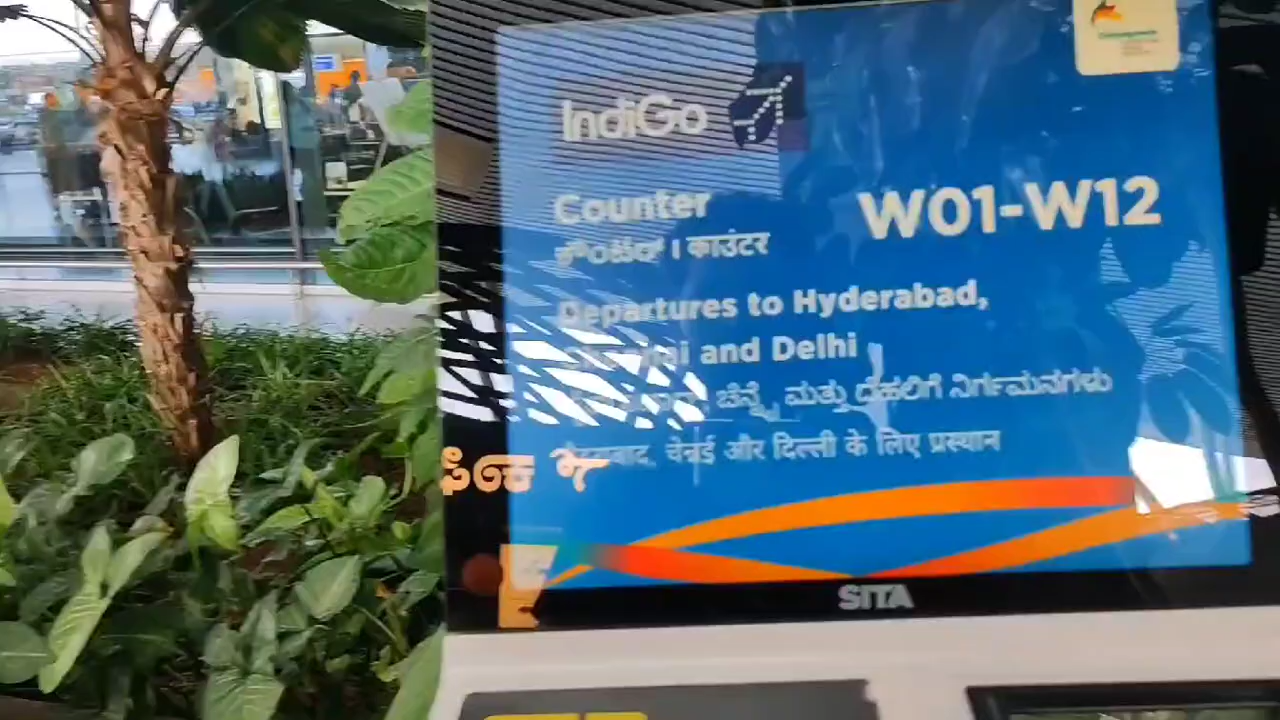 IndiGo
Counter
W01-W12
ಕೌಂಟರ್ | काउंटर
Departures to Hyderabad,
and Delhi
ಚೆನ್ನೈ ಮತ್ತು ದೆಹಲಿಗೆ ನಿರ್ಗಮನಗಳು
चेन्नई और दिल्ली के लिए प्रस्थान
SITA